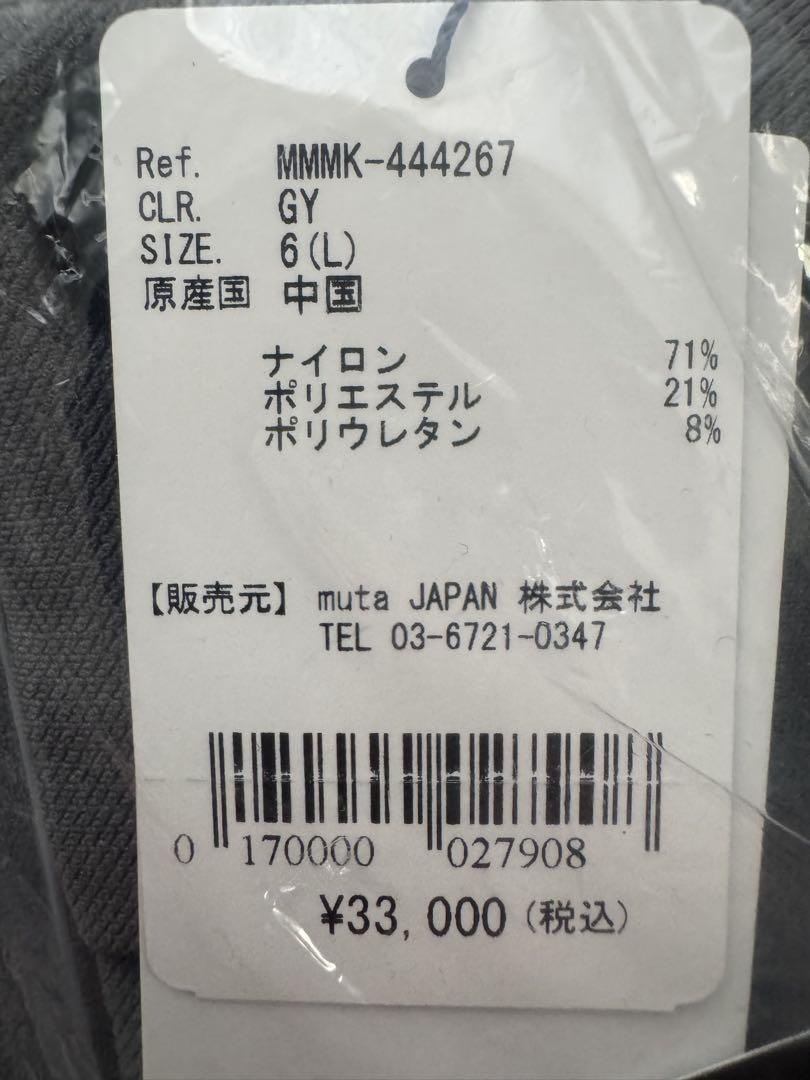 Ref. MMMK-444267
CLR. GY
SIZE. 6(L)
原産国 中国
ナイロン 71%
ポリエステル 21%
ポリウレタン 8%
【販売元】 muta JAPAN 株式会社
TEL 03-6721-0347
0 170000 027908
¥33,000(税込)